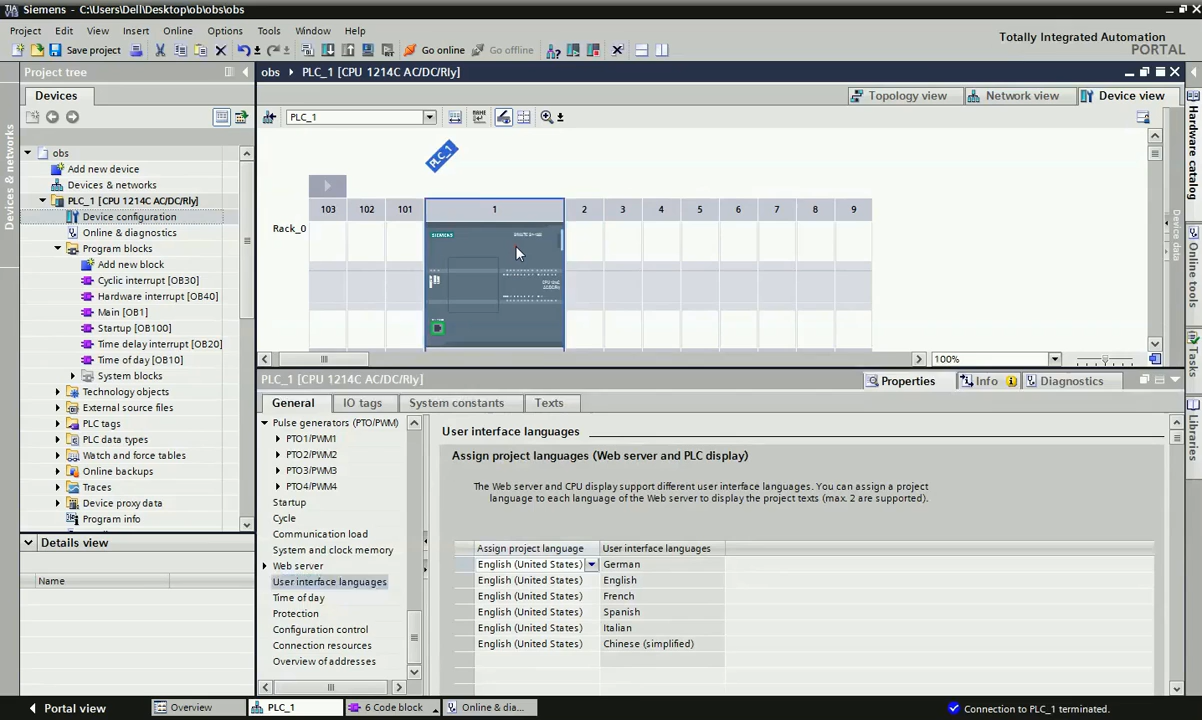 Siemens - C:\Users\Dell\Desktop\ob\obs\obs
Project Edit View Insert Online Options Tools Window Help
Totally Integrated Automation
PORTAL
Save project
Go online
Go offline
Project tree
obs PLC_1 [CPU 1214C AC/DC/Rly]
Devices
Topology view
Network view
Device view
PLC_1
PLC_1
Devices & networks
obs
Add new device
Devices & networks
PLC_1 [CPU 1214C AC/DC/Rly]
Device configuration
Online & diagnostics
Program blocks
Add new block
Cyclic interrupt [OB30]
Hardware interrupt [OB40]
Main [OB1]
Startup [OB100]
Time delay interrupt [OB20]
Time of day [OB10]
System blocks
Technology objects
External source files
PLC tags
PLC data types
Watch and force tables
Online backups
Traces
Device proxy data
Program info
Details view
Name
103 102 101 1 2 3 4 5 6 7 8 9
Rack_0
SIEMENS
100%
Device data
Hardware catalog
Online tools
Tasks
Libraries
PLC_1 [CPU 1214C AC/DC/Rly]
Properties
Info
Diagnostics
General
IO tags
System constants
Texts
Pulse generators (PTO/PWM)
PTO1/PWM1
PTO2/PWM2
PTO3/PWM3
PTO4/PWM4
Startup
Cycle
Communication load
System and clock memory
Web server
User interface languages
Time of day
Protection
Configuration control
Connection resources
Overview of addresses
User interface languages
Assign project languages (Web server and PLC display)
The Web server and CPU display support different user interface languages. You can assign a project
language to each language of the Web server to display the project texts (max. 2 are supported).
Assign project language User interface languages
English (United States) German
English (United States) English
English (United States) French
English (United States) Spanish
English (United States) Italian
English (United States) Chinese (simplified)
Portal view
Overview
PLC_1
6 Code block
Online & dia...
Connection to PLC_1 terminated.